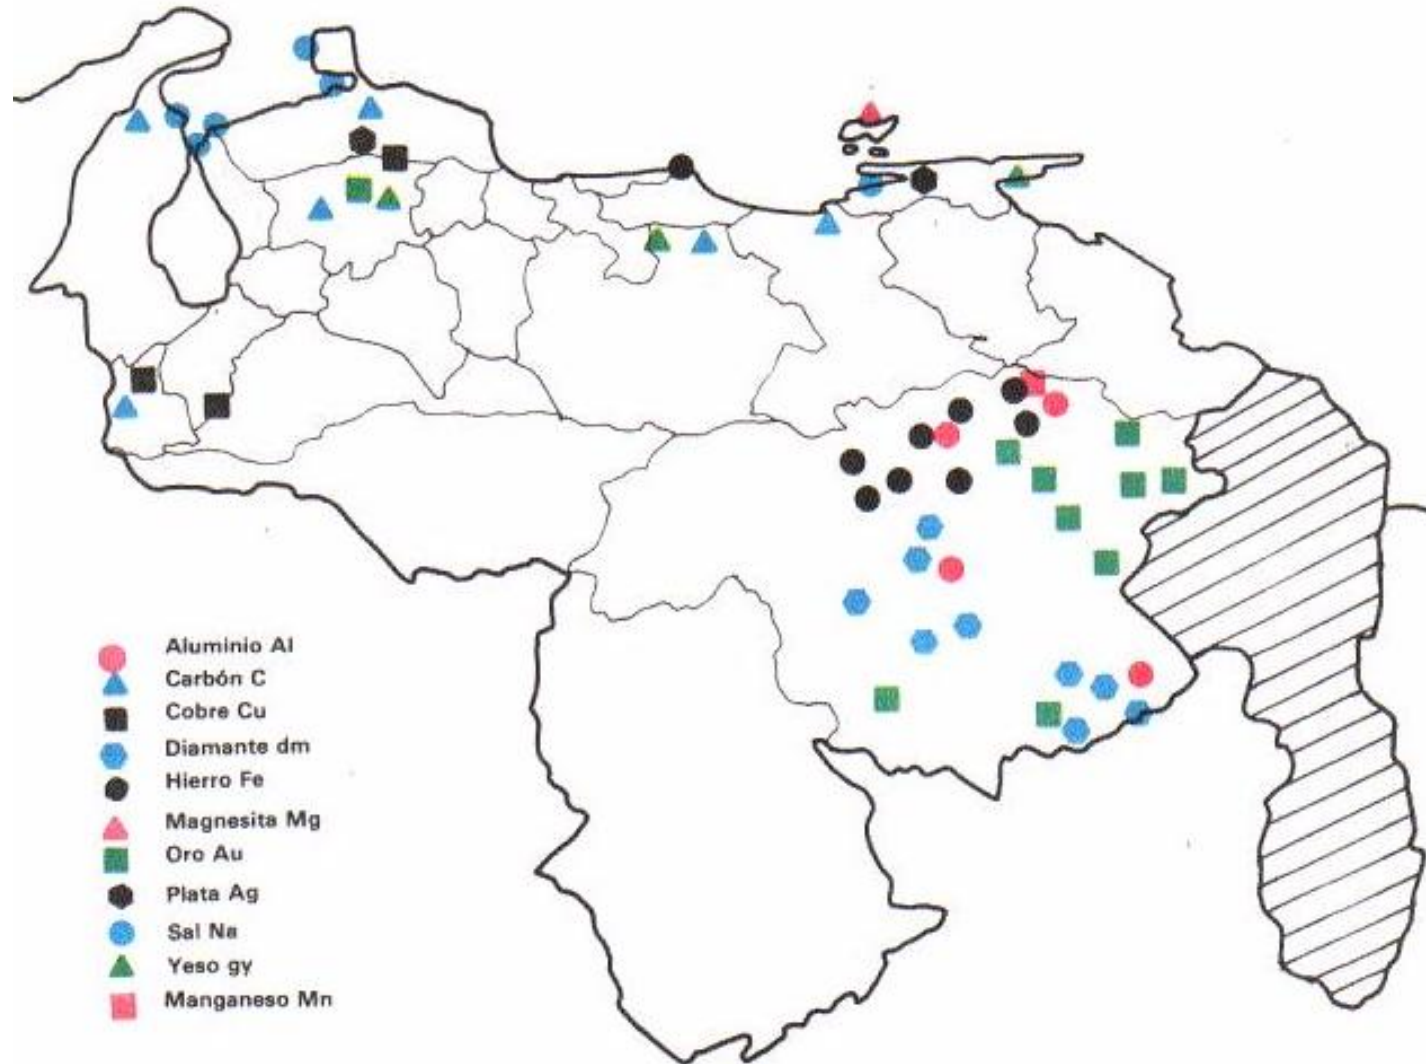 Aluminio Al
Carbón C
Cobre Cu
Diamante dm
Hierro Fe
Magnesita Mg
Oro Au
Plata Ag
Sal Na
Yeso gy
Manganeso Mn